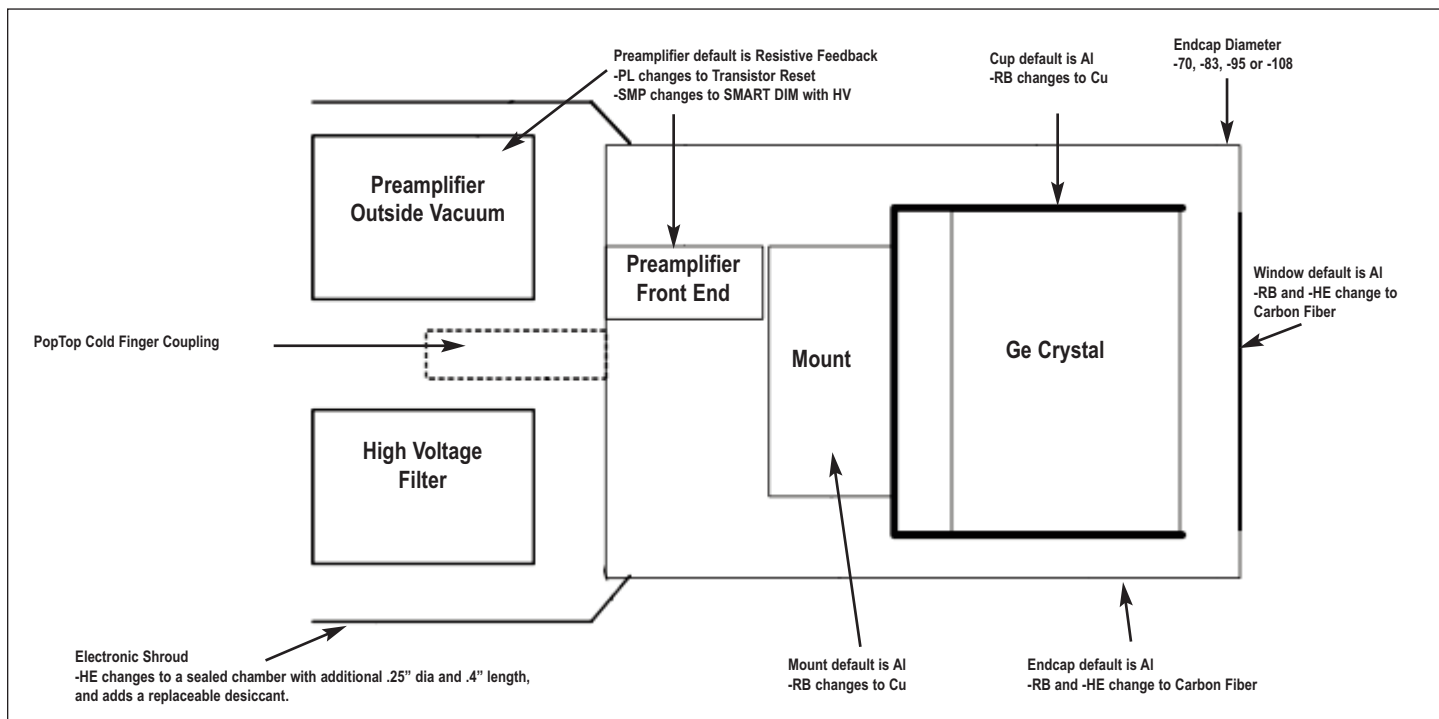 Preamplifier default is Resistive Feedback
-PL changes to Transistor Reset
-SMP changes to SMART DIM with HV
Cup default is Al
-RB changes to Cu
Endcap Diameter
-70, -83, -95 or -108
Preamplifier
Outside Vacuum
Preamplifier
Front End
Window default is Al
-RB and -HE change to
Carbon Fiber
PopTop Cold Finger Coupling
Mount
Ge Crystal
High Voltage
Filter
Electronic Shroud
-HE changes to a sealed chamber with additional .25” dia and .4” length,
and adds a replaceable desiccant.
Mount default is Al
-RB changes to Cu
Endcap default is Al
-RB and -HE change to Carbon Fiber